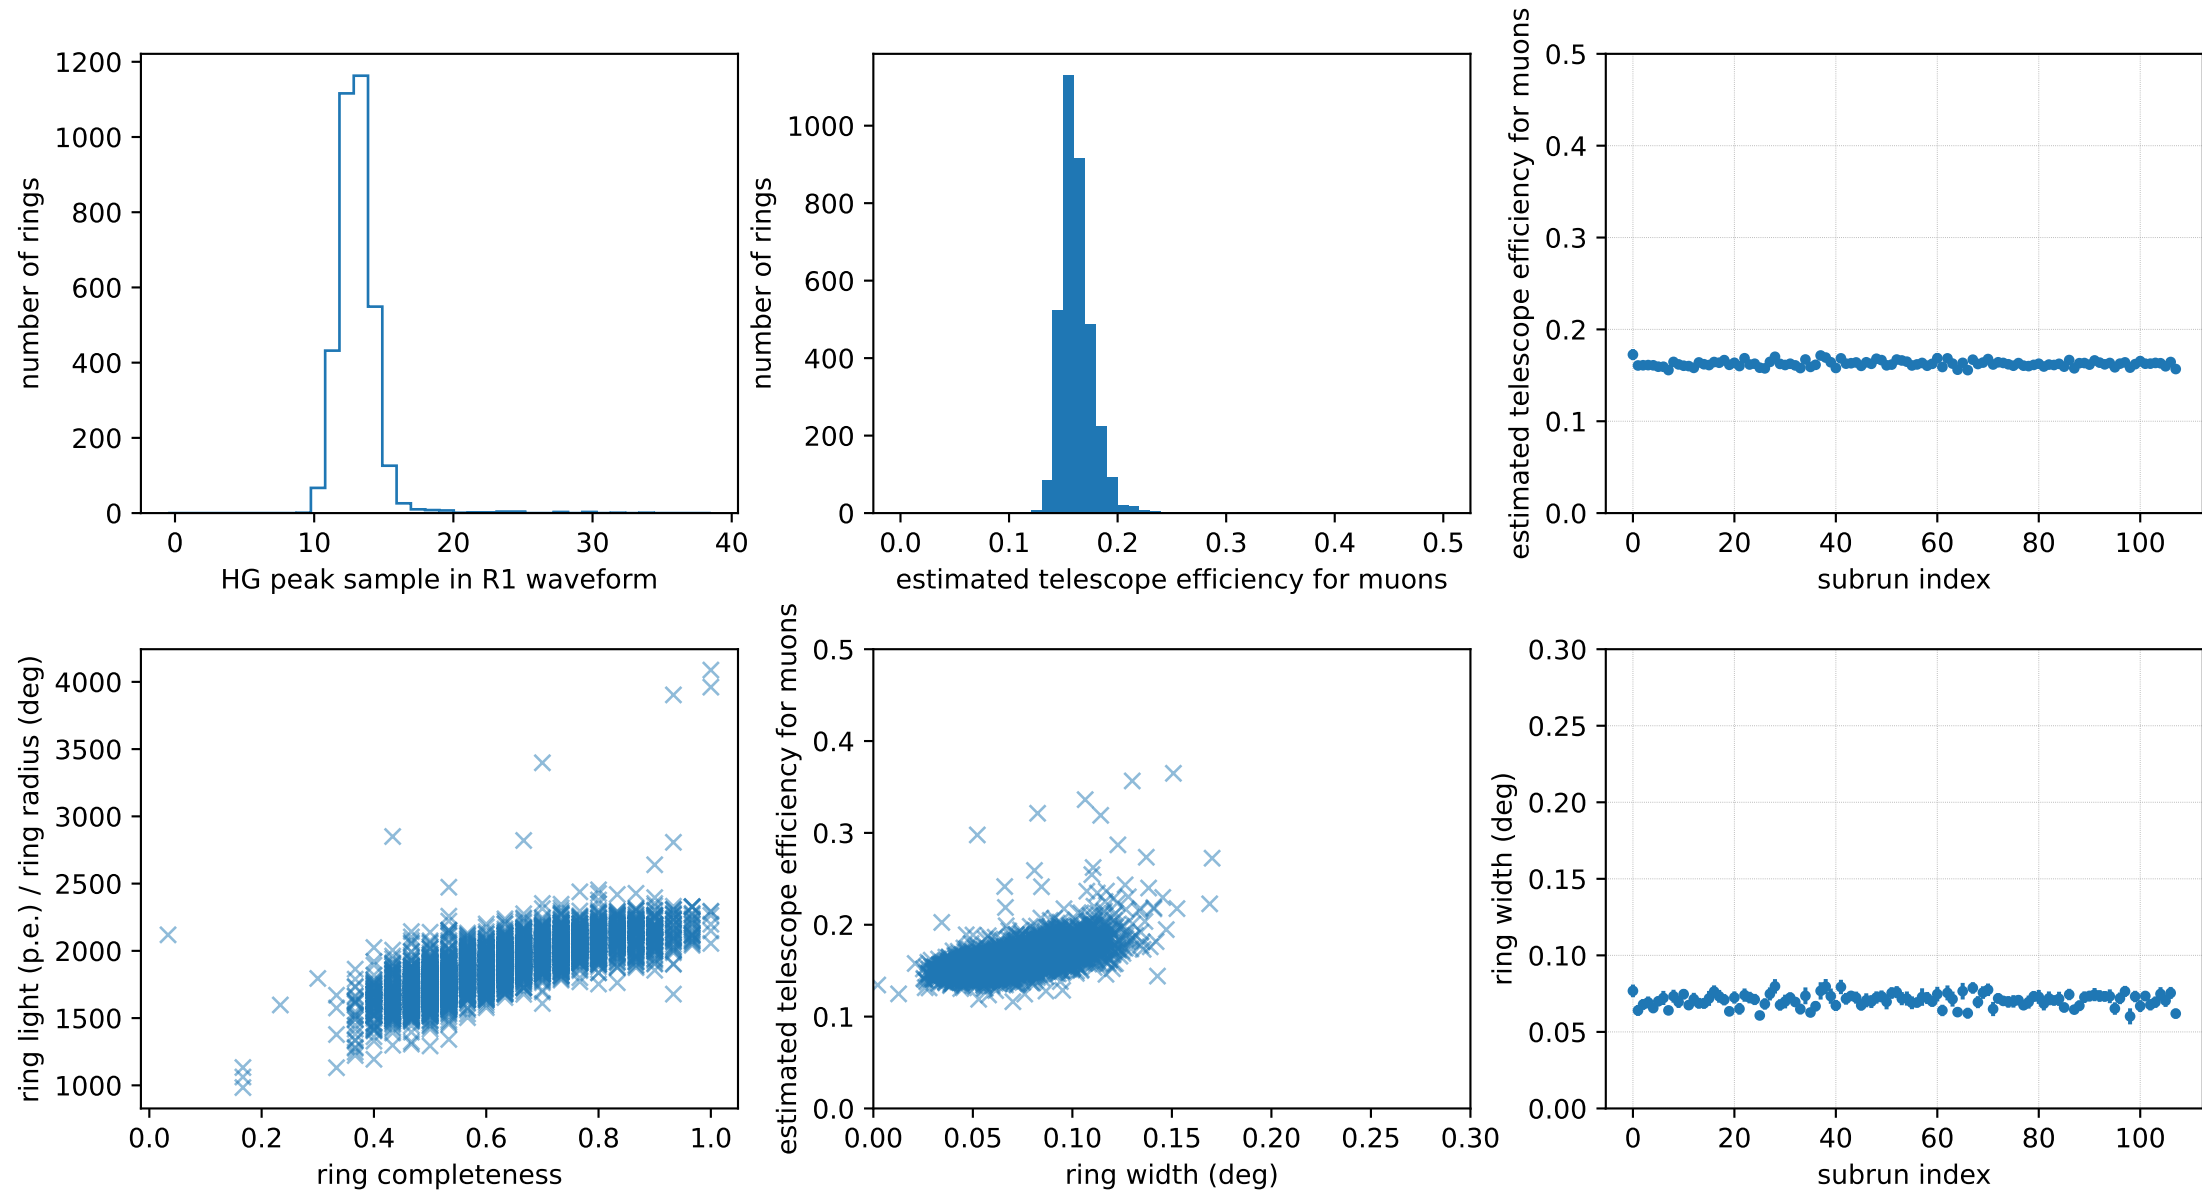 1200
1000
800
600
400
200
0
number of rings
0 10 20 30 40
HG peak sample in R1 waveform
1000
800
600
400
200
0
number of rings
0.0 0.1 0.2 0.3 0.4 0.5
estimated telescope efficiency for muons
0.5
0.4
0.3
0.2
0.1
0.0
estimated telescope efficiency for muons
0 20 40 60 80 100
subrun index
4000
3500
3000
2500
2000
1500
1000
ring light (p.e.) / ring radius (deg)
0.0 0.2 0.4 0.6 0.8 1.0
ring completeness
0.5
0.4
0.3
0.2
0.1
0.0
estimated telescope efficiency for muons
0.00 0.05 0.10 0.15 0.20 0.25 0.30
ring width (deg)
0.30
0.25
0.20
0.15
0.10
0.05
0.00
ring width (deg)
0 20 40 60 80 100
subrun index